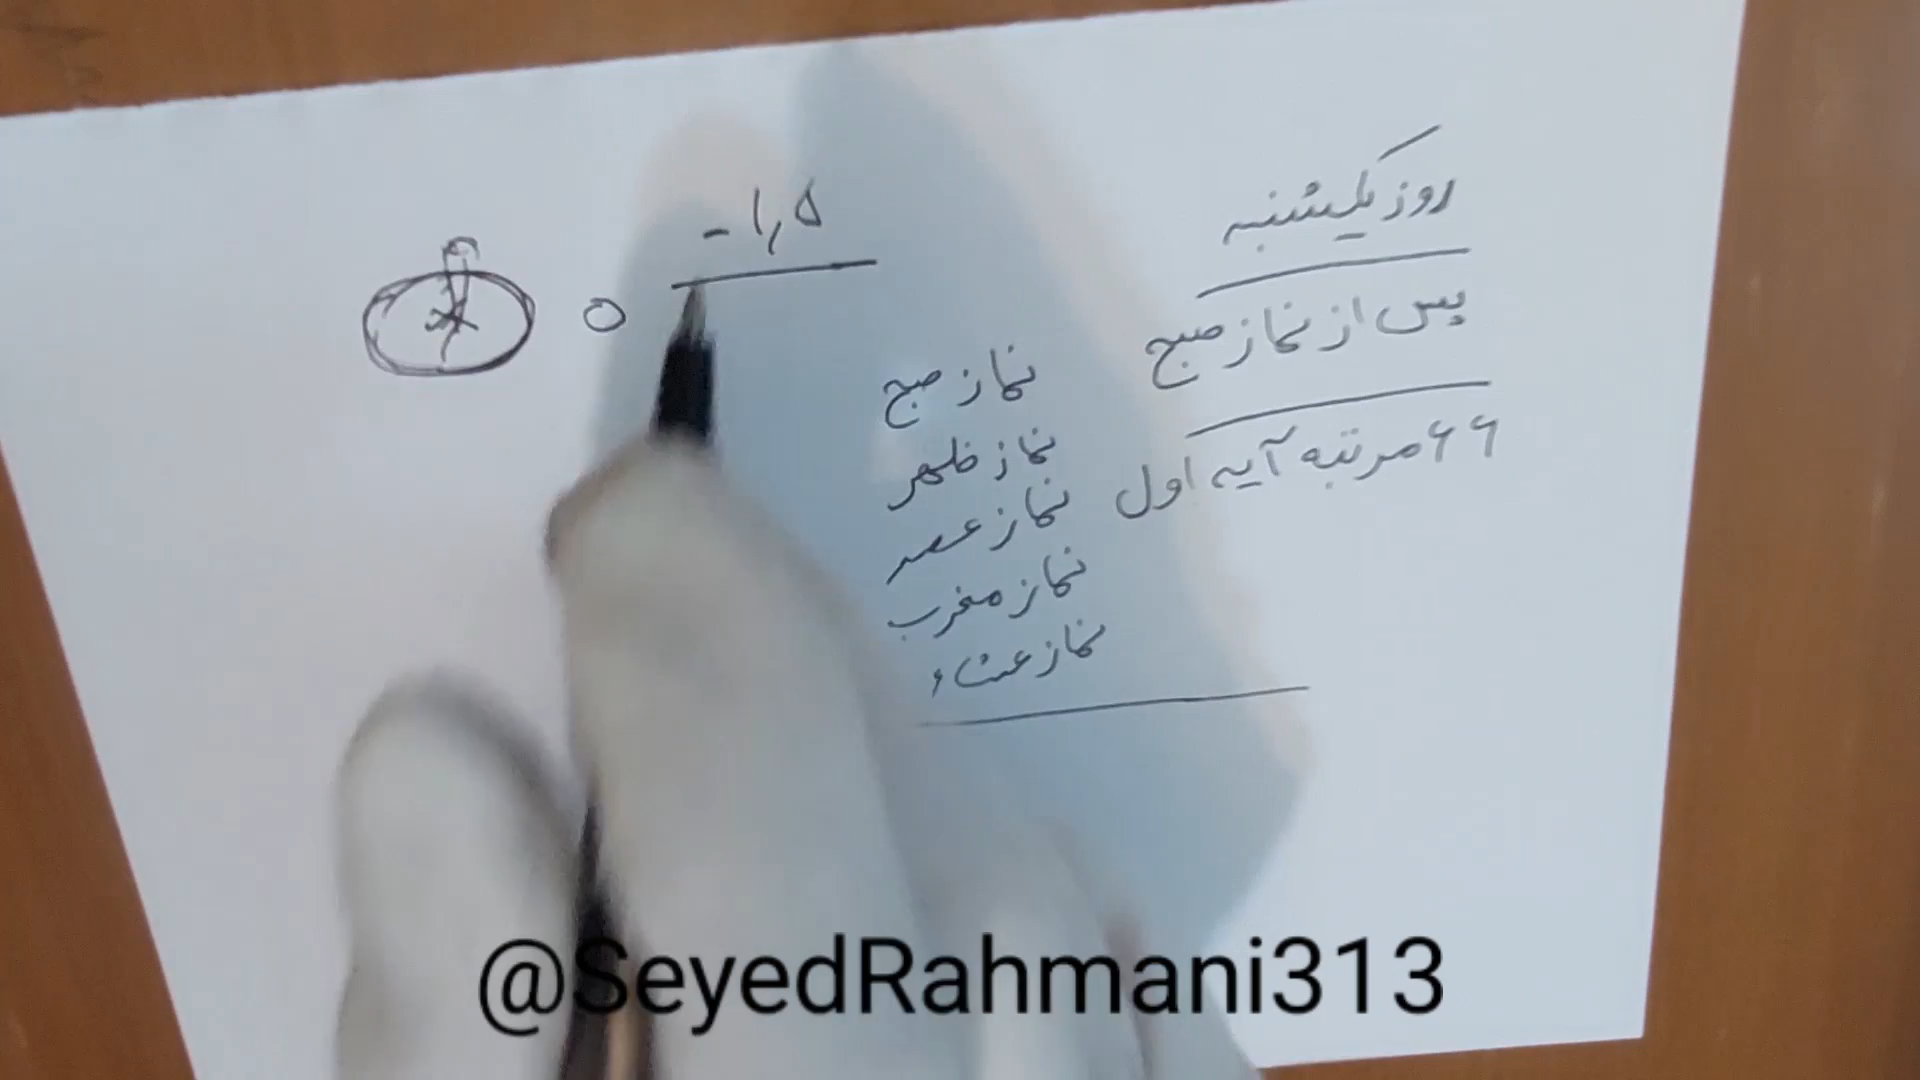 روز یکشنبه
پس از نماز صبح
۶۶ مرتبه آیه اول
-۱,۵
نماز صبح
نماز ظهر
نماز عصر
نماز مغرب
نماز عشاء
@SeyedRahmani313